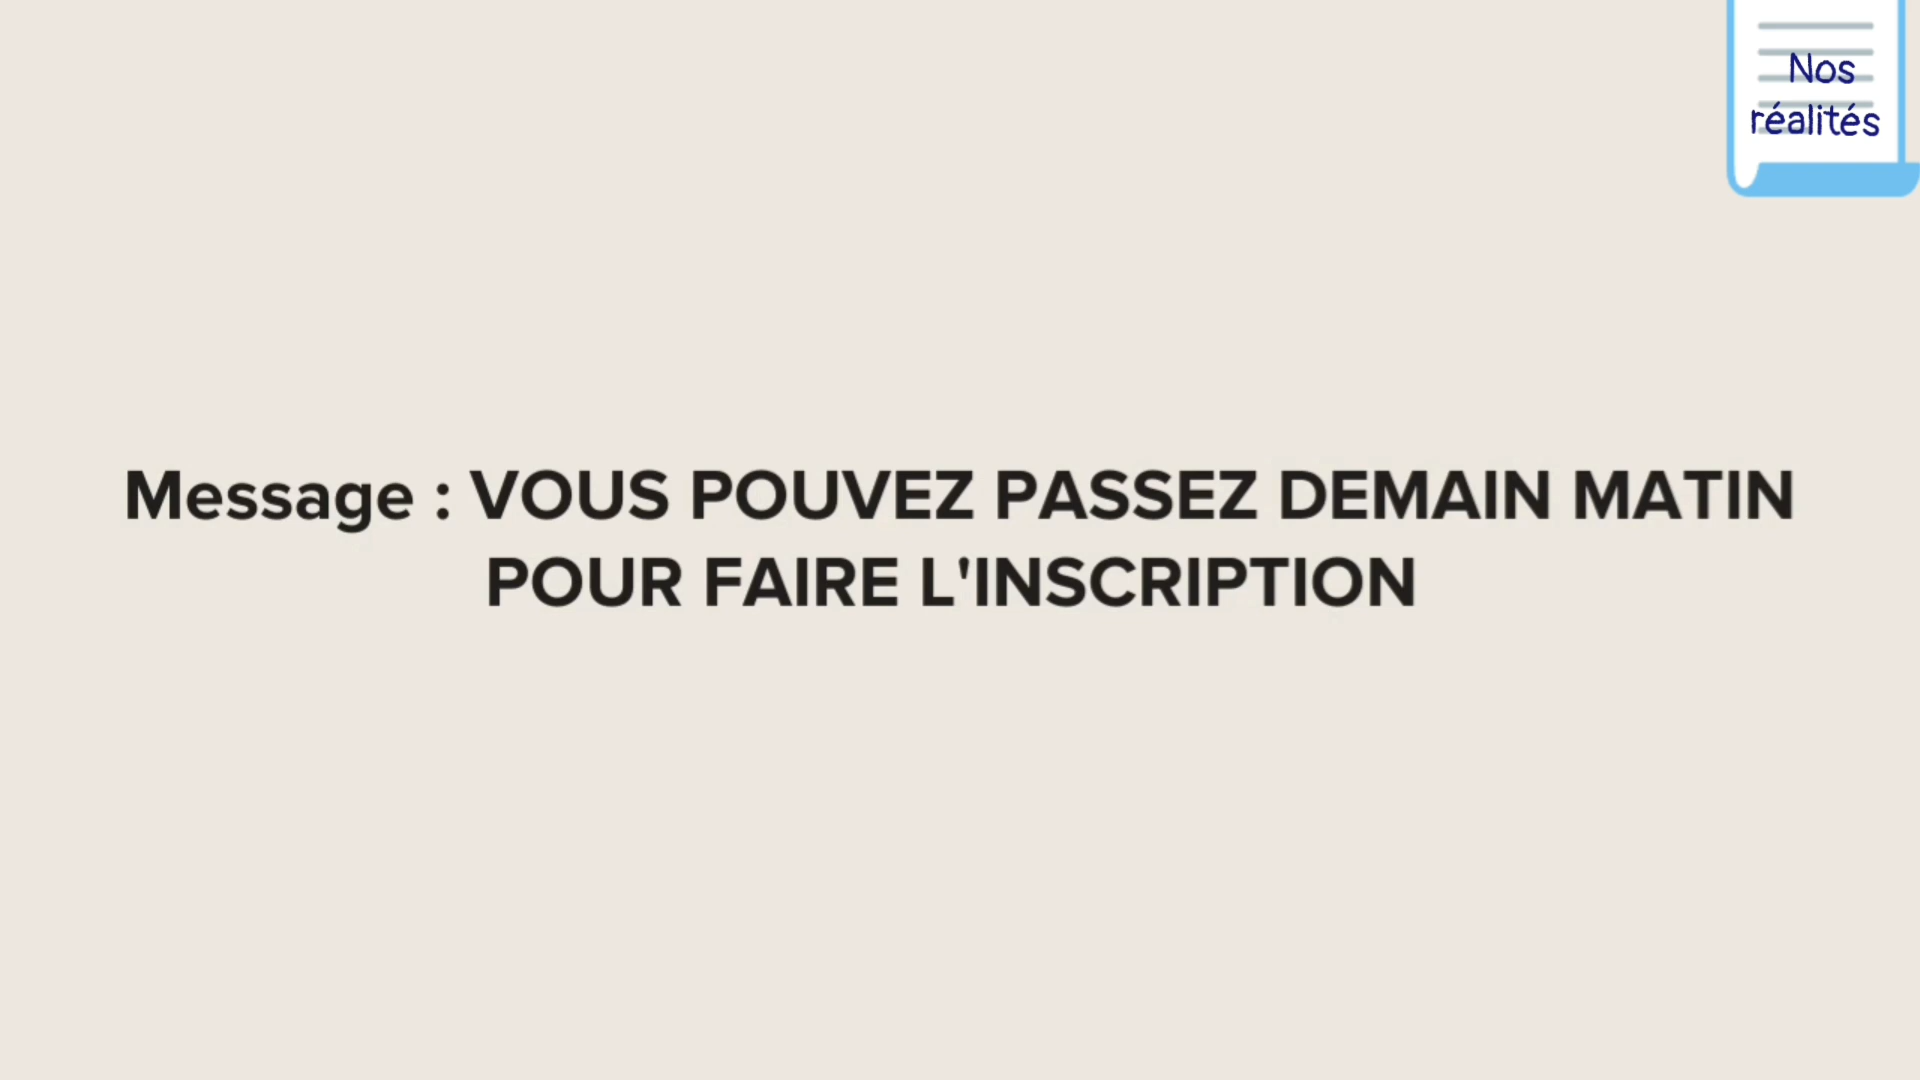 Nos
réalités
Message : VOUS POUVEZ PASSEZ DEMAIN MATIN
POUR FAIRE L'INSCRIPTION